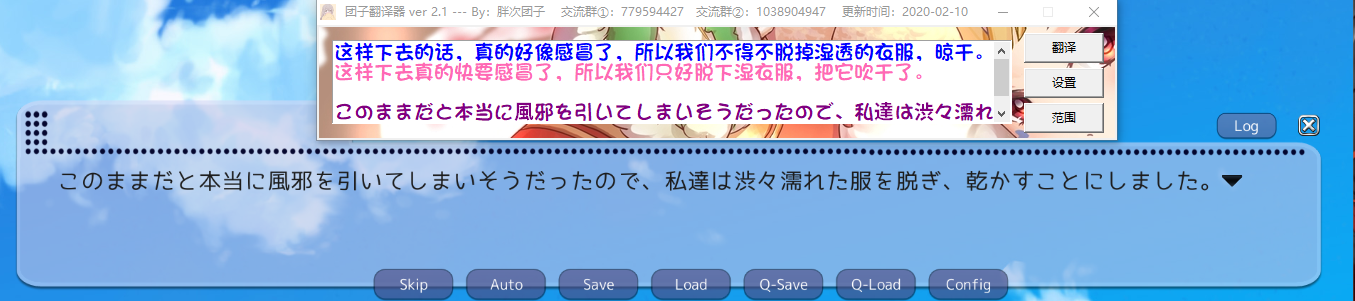 团子翻译器 ver 2.1 --- By：胖次团子 交流群①：779594427 交流群②：1038904947 更新时间：2020-02-10
这样下去的话，真的好像感冒了，所以我们不得不脱掉湿透的衣服，晾干。
这样下去真的快要感冒了，所以我们只好脱下湿衣服，把它吹干了。
このままだと本当に風邪を引いてしまいそうだったので、私達は渋々濡れ
翻译
设置
范围
Log
このままだと本当に風邪を引いてしまいそうだったので、私達は渋々濡れた服を脱ぎ、乾かすことにしました。
Skip Auto Save Load Q-Save Q-Load Config